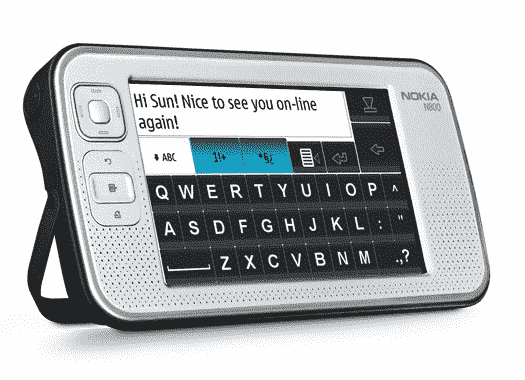 Hi Sun! Nice to see you on-line
again!
NOKIA
N800
ABC
1!+
Q W E R T Y U I O P ^
A S D F G H J K L : "
Z X C V B N M .,?